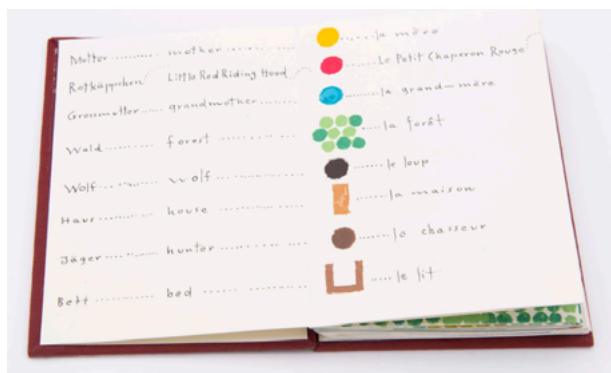 Mutter ........ mother ........ la mère
Rotkäppchen Little Red Riding Hood Le Petit Chaperon Rouge
Grossmutter ..... grandmother ........ la grand-mère
Wald ........ forest ........ la forêt
Wolf ........ wolf ........ le loup
Haus ........ house ........ la maison
Jäger ........ hunter ........ le chasseur
Bett ........ bed ........ le lit